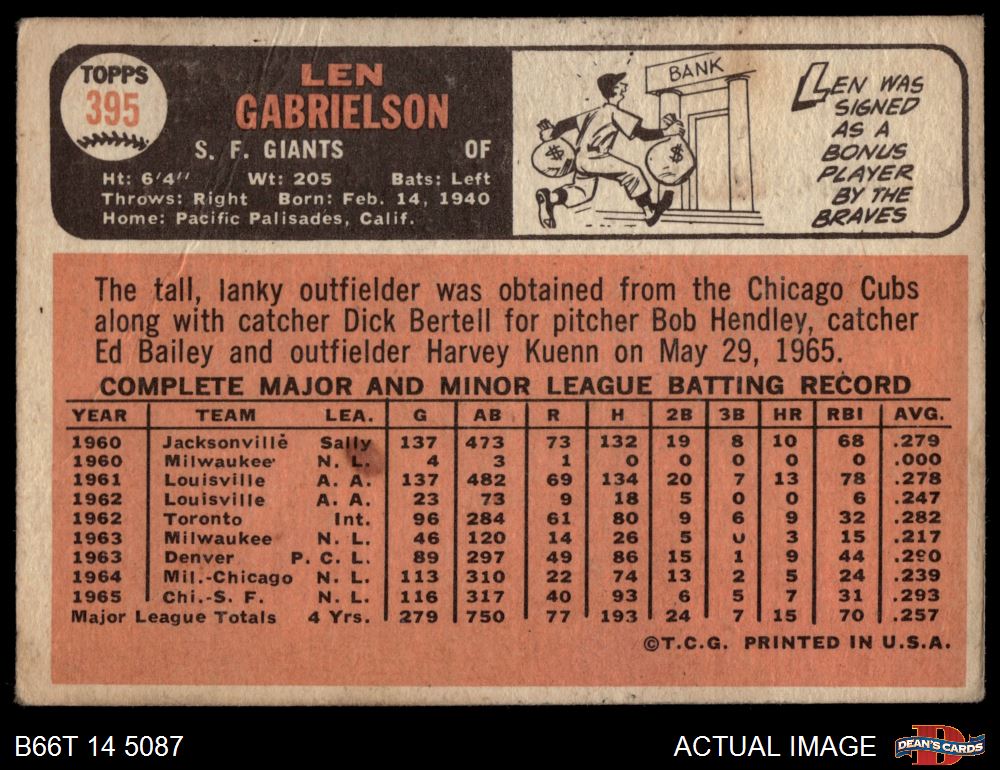 TOPPS
395
LEN
GABRIELSON
S. F. GIANTS OF
Ht: 6'4" Wt: 205 Bats: Left
Throws: Right Born: Feb. 14, 1940
Home: Pacific Palisades, Calif.
BANK
$ $
LEN WAS
SIGNED
AS A
BONUS
PLAYER
BY THE
BRAVES
The tall, lanky outfielder was obtained from the Chicago Cubs
along with catcher Dick Bertell for pitcher Bob Hendley, catcher
Ed Bailey and outfielder Harvey Kuenn on May 29, 1965.
COMPLETE MAJOR AND MINOR LEAGUE BATTING RECORD
YEAR TEAM LEA. G AB R H 2B 3B HR RBI AVG.
1960 Jacksonville Sally 137 473 73 132 19 8 10 68 .279
1960 Milwaukee N. L. 4 3 1 0 0 0 0 0 .000
1961 Louisville A. A. 137 482 69 134 20 7 13 78 .278
1962 Louisville A. A. 23 73 9 18 5 0 0 6 .247
1962 Toronto Int. 96 284 61 80 9 6 9 32 .282
1963 Milwaukee N. L. 46 120 14 26 5 0 3 15 .217
1963 Denver P. C. L. 89 297 49 86 15 1 9 44 .290
1964 Mil.-Chicago N. L. 113 310 22 74 13 2 5 24 .239
1965 Chi.-S. F. N. L. 116 317 40 93 6 5 7 31 .293
Major League Totals 4 Yrs. 279 750 77 193 24 7 15 70 .257
©T.C.G. PRINTED IN U.S.A.
B66T 14 5087 ACTUAL IMAGE
D
DEAN'S CARDS